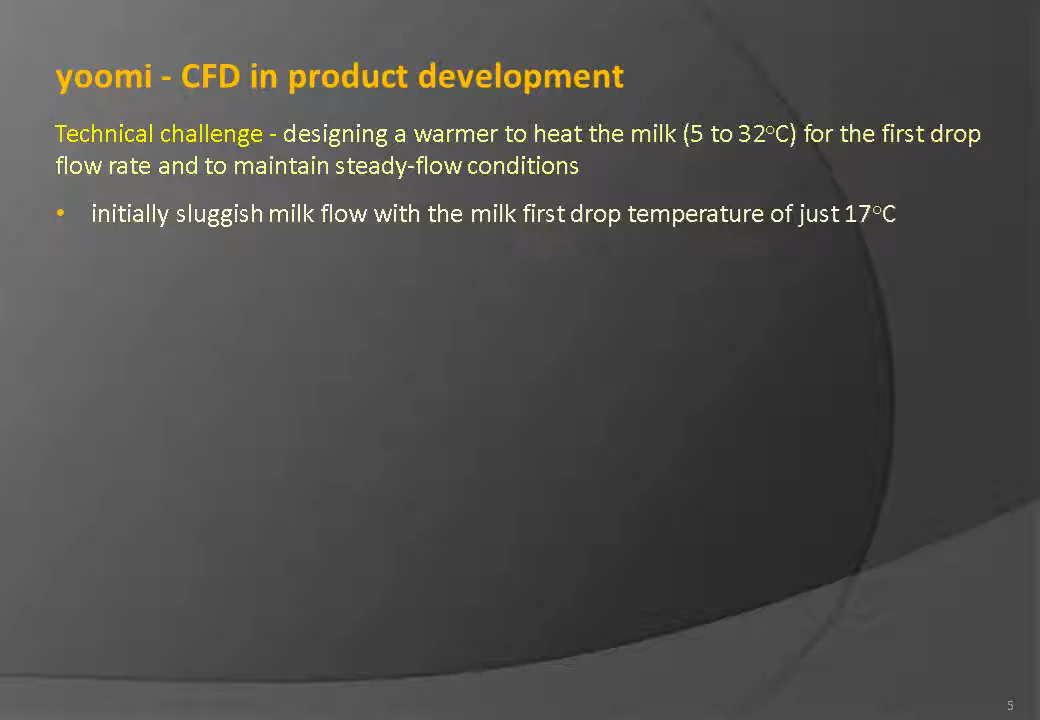 yoomi - CFD in product development
Technical challenge - designing a warmer to heat the milk (5 to 32°C) for the first drop
flow rate and to maintain steady-flow conditions
• initially sluggish milk flow with the milk first drop temperature of just 17°C
5